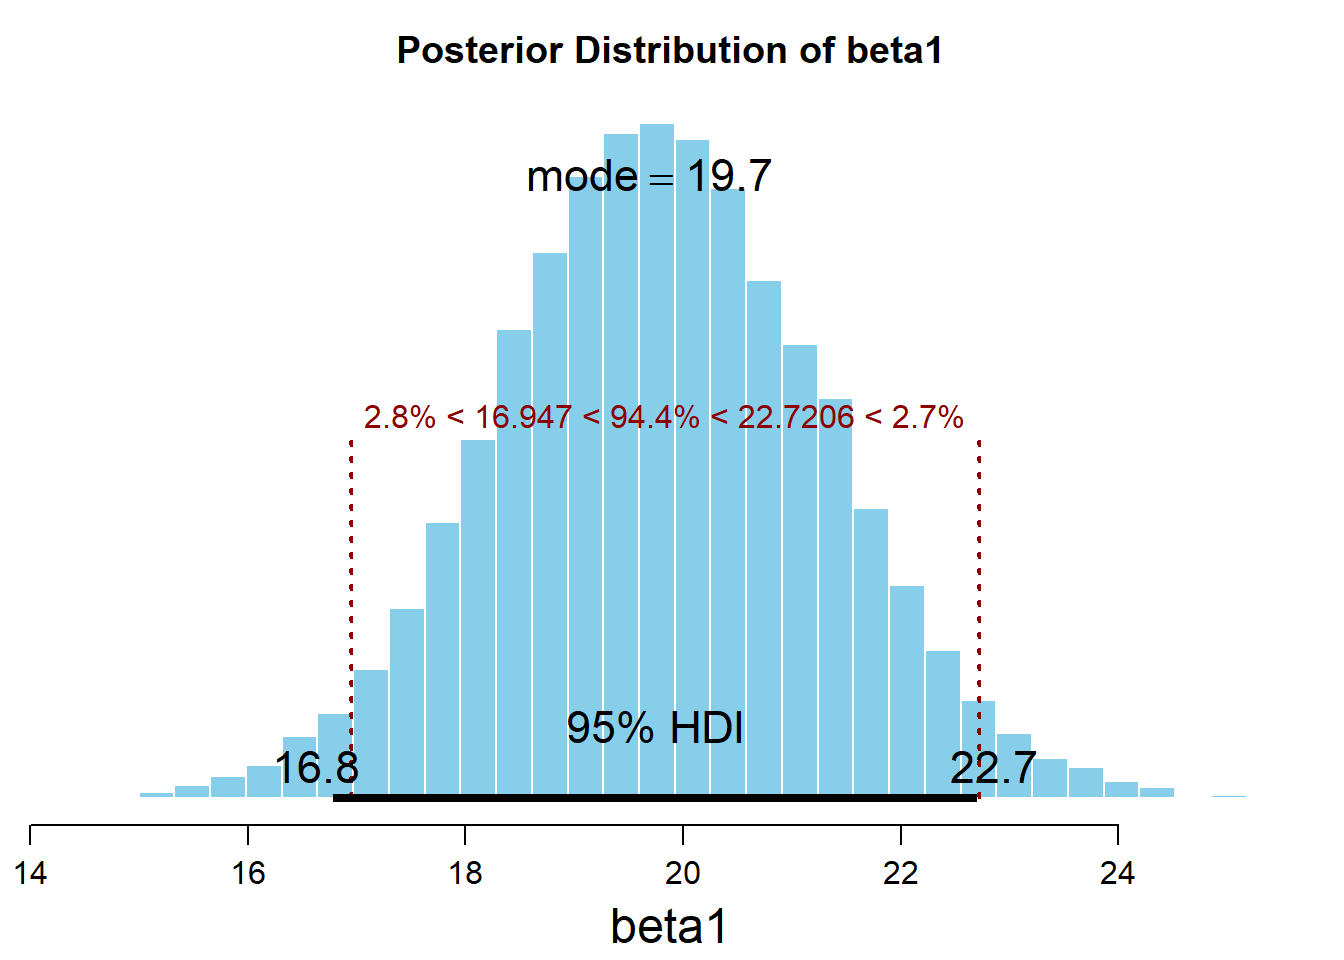 Posterior Distribution of beta1
mode = 19.7
2.8% < 16.947 < 94.4% < 22.7206 < 2.7%
95% HDI
16.8 22.7
14 16 18 20 22 24
beta1